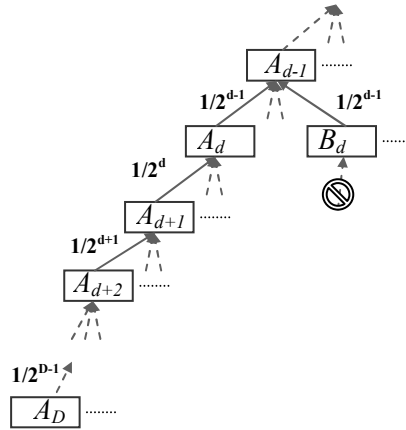 A_{d-1} ........
1/2^{d-1} 1/2^{d-1}
A_d ........ B_d ......
1/2^d
A_{d+1} ........
1/2^{d+1}
A_{d+2} ........
1/2^{D-1}
A_D ........